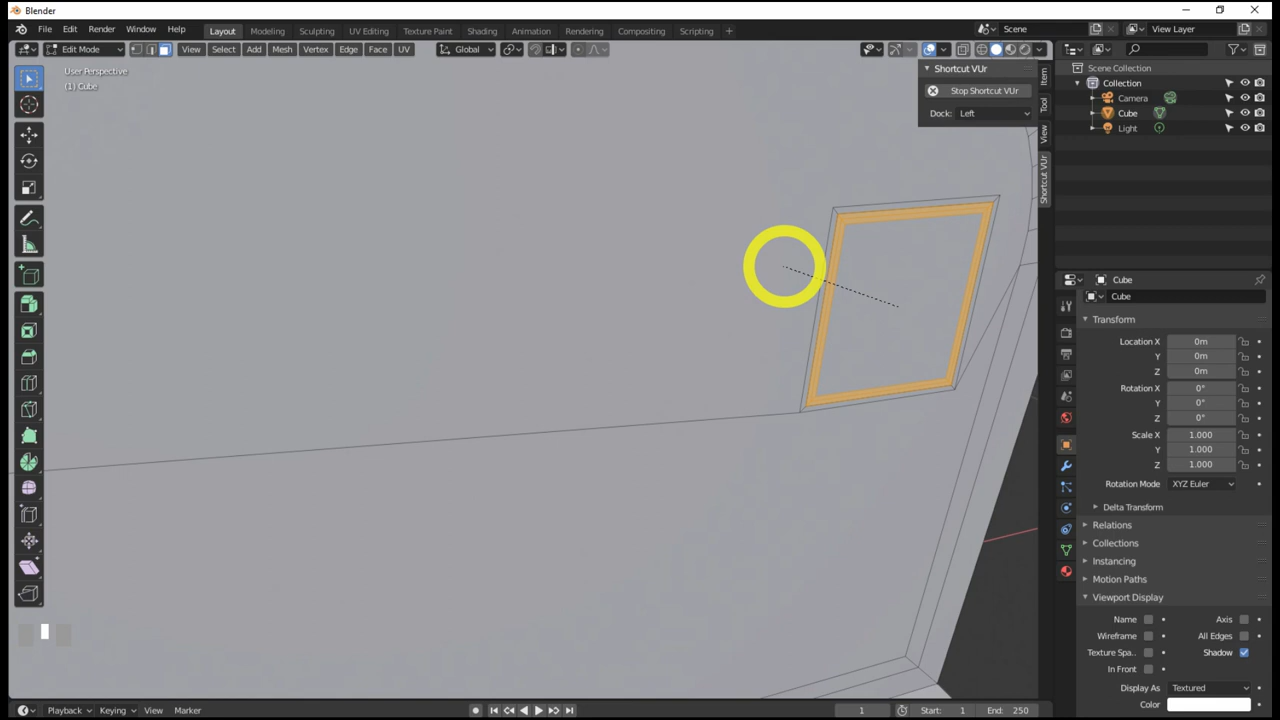 Blender
File Edit Render Window Help Layout Modeling Sculpting UV Editing Texture Paint Shading Animation Rendering Compositing Scripting + Scene View Layer
Edit Mode View Select Add Mesh Vertex Edge Face UV Global
User Perspective
(1) Cube
Shortcut VUr
Stop Shortcut VUr
Dock: Left
Item
Tool
View
Shortcut VUr
Scene Collection
Collection
Camera
Cube
Light
Cube
Cube
Transform
Location X 0m
Y 0m
Z 0m
Rotation X 0°
Y 0°
Z 0°
Scale X 1.000
Y 1.000
Z 1.000
Rotation Mode XYZ Euler
Delta Transform
Relations
Collections
Instancing
Motion Paths
Viewport Display
Name Axis
Wireframe All Edges
Texture Spa.. Shadow
In Front
Display As Textured
Color
Playback Keying View Marker 1 Start: 1 End: 250